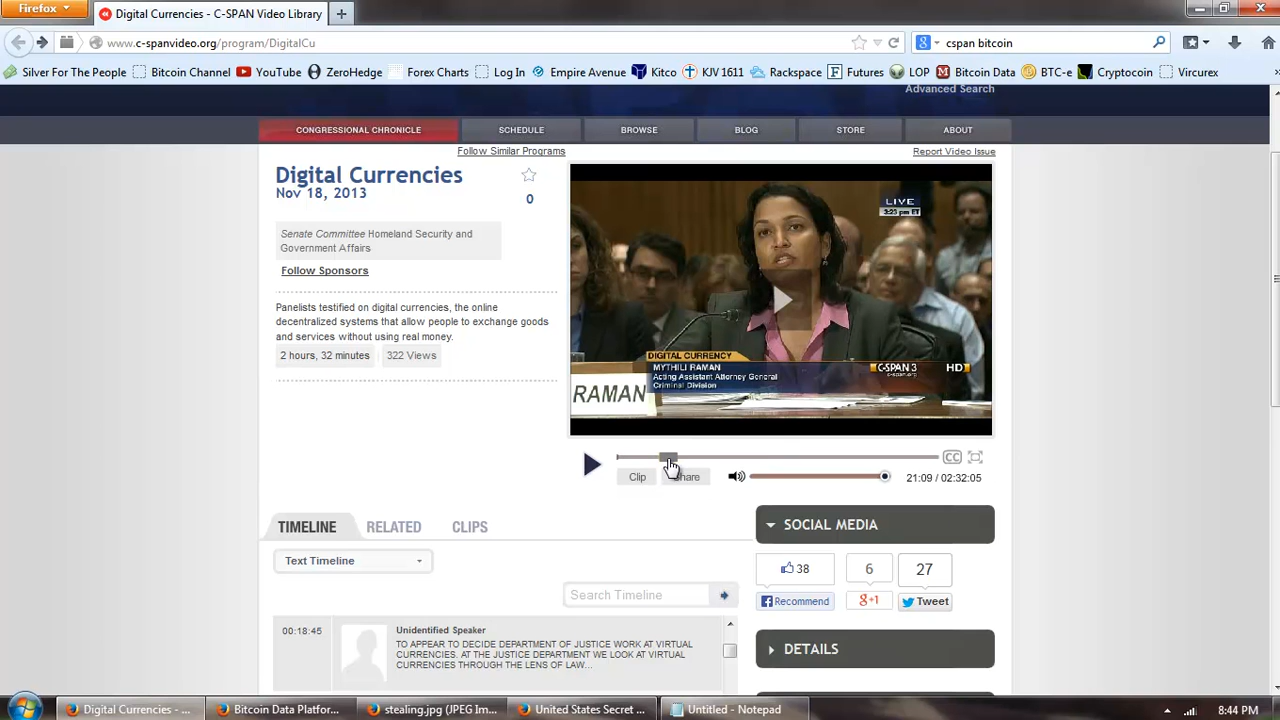 Firefox
Digital Currencies - C-SPAN Video Library
www.c-spanvideo.org/program/DigitalCu
cspan bitcoin
Silver For The People
Bitcoin Channel
YouTube
ZeroHedge
Forex Charts
Log In
Empire Avenue
Kitco
KJV 1611
Rackspace
Futures
LOP
Bitcoin Data
BTC-e
Cryptocoin
Vircurex
Advanced Search
CONGRESSIONAL CHRONICLE
SCHEDULE
BROWSE
BLOG
STORE
ABOUT
Follow Similar Programs
Report Video Issue
Digital Currencies
Nov 18, 2013
0
Senate Committee Homeland Security and
Government Affairs
Follow Sponsors
Panelists testified on digital currencies, the online
decentralized systems that allow people to exchange goods
and services without using real money.
2 hours, 32 minutes
322 Views
LIVE
DIGITAL CURRENCY
MYTHILI RAMAN
Acting Assistant Attorney General
Criminal Division
C-SPAN 3
c-span.org
HD
RAMAN
CC
Clip
Share
21:09 / 02:32:05
TIMELINE
RELATED
CLIPS
SOCIAL MEDIA
Text Timeline
38
6
27
Recommend
+1
Tweet
Search Timeline
00:18:45
Unidentified Speaker
TO APPEAR TO DECIDE DEPARTMENT OF JUSTICE WORK AT VIRTUAL
CURRENCIES. AT THE JUSTICE DEPARTMENT WE LOOK AT VIRTUAL
CURRENCIES THROUGH THE LENS OF LAW...
DETAILS
Digital Currencies - ...
Bitcoin Data Platfor...
stealing.jpg (JPEG Im...
United States Secret ...
Untitled - Notepad
8:44 PM